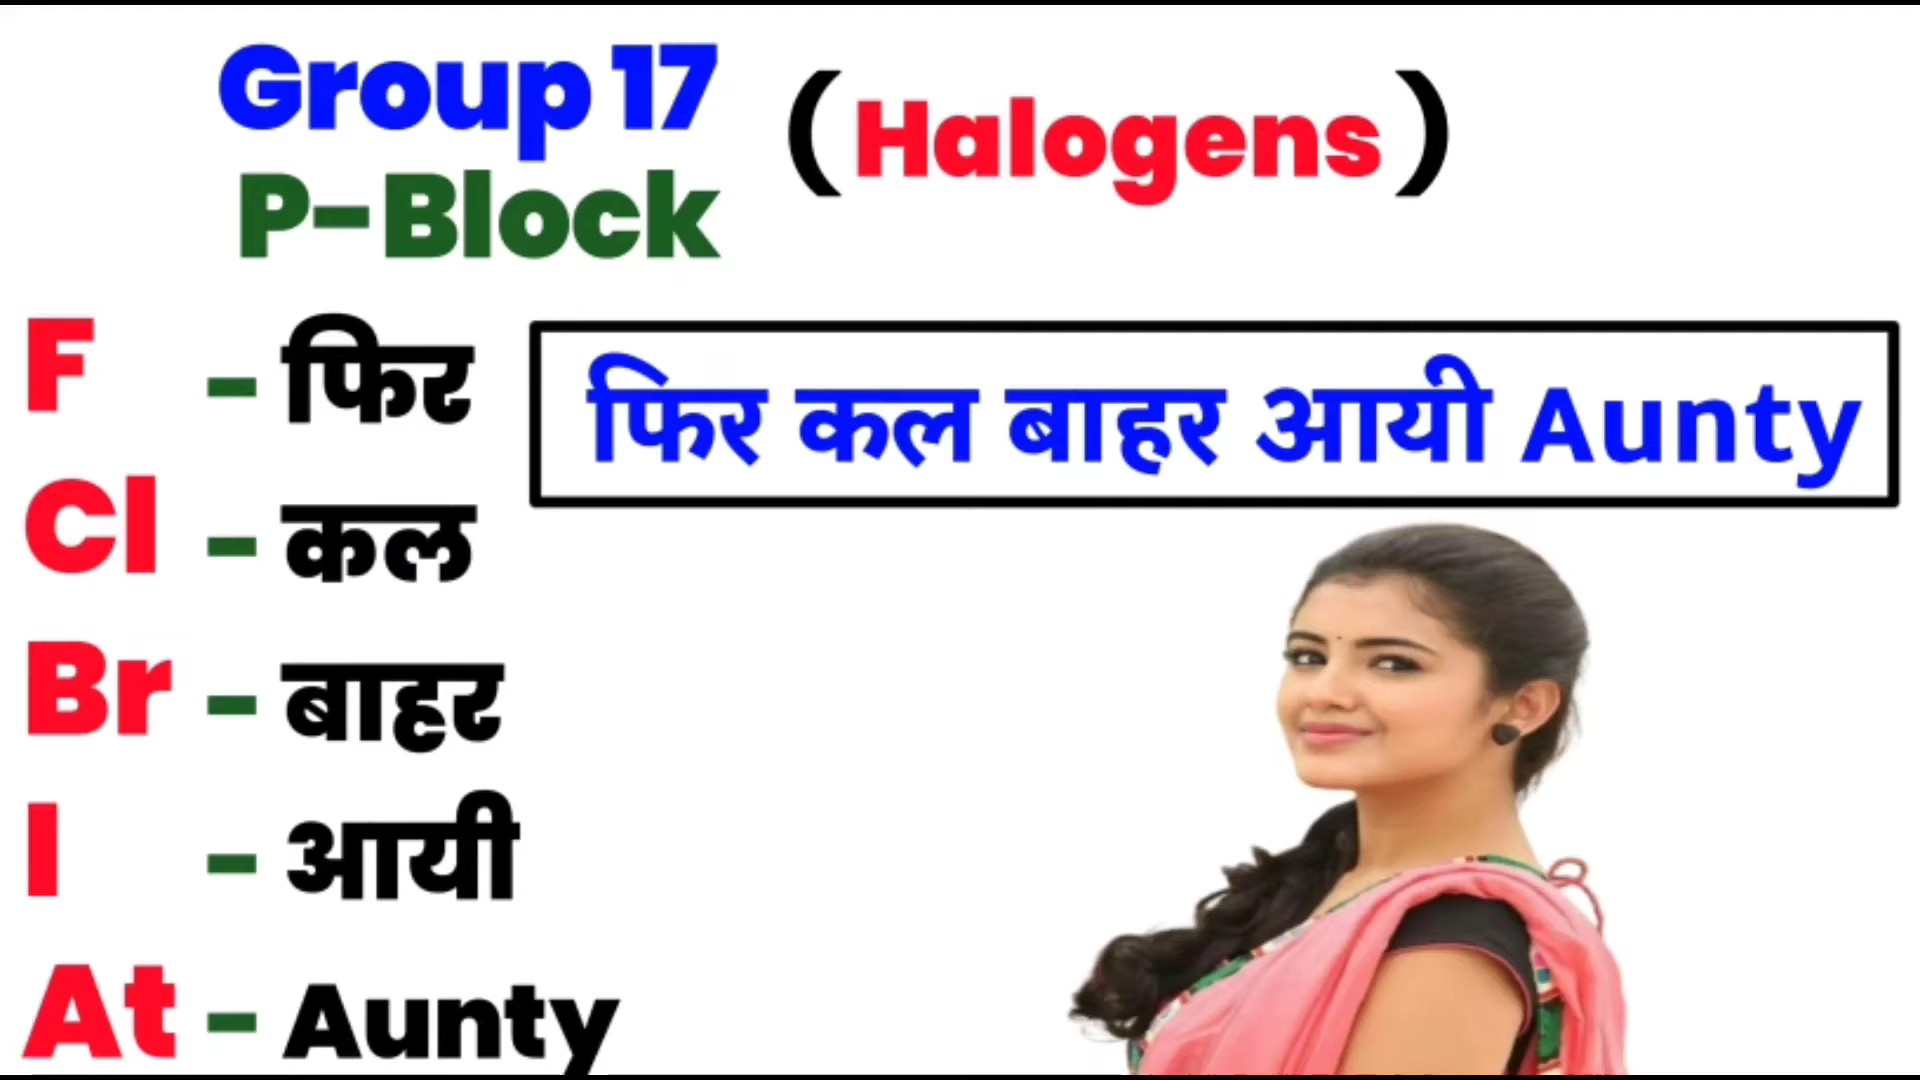 Group 17 (Halogens)
P-Block
F - फिर
फिर कल बाहर आयी Aunty
Cl - कल
Br - बाहर
I - आयी
At - Aunty